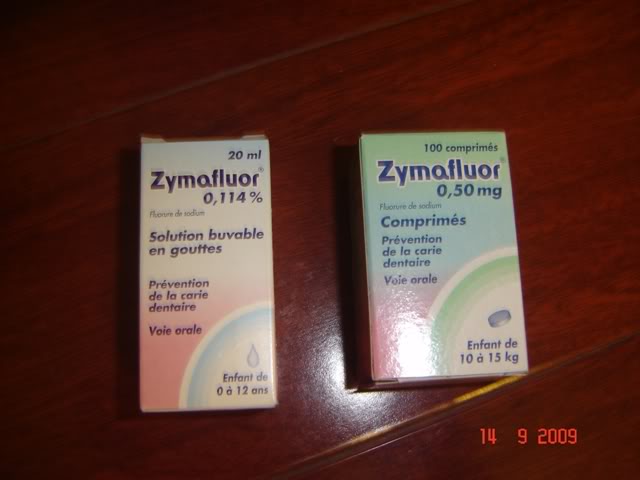 20 ml
Zymafluor®
0,114 %
Fluorure de sodium
Solution buvable
en gouttes
Prévention
de la carie
dentaire
Voie orale
Enfant de
0 à 12 ans
100 comprimés
Zymafluor®
0,50 mg
Fluorure de sodium
Comprimés
Prévention
de la carie
dentaire
Voie orale
Enfant de
10 à 15 kg
14 9 2009